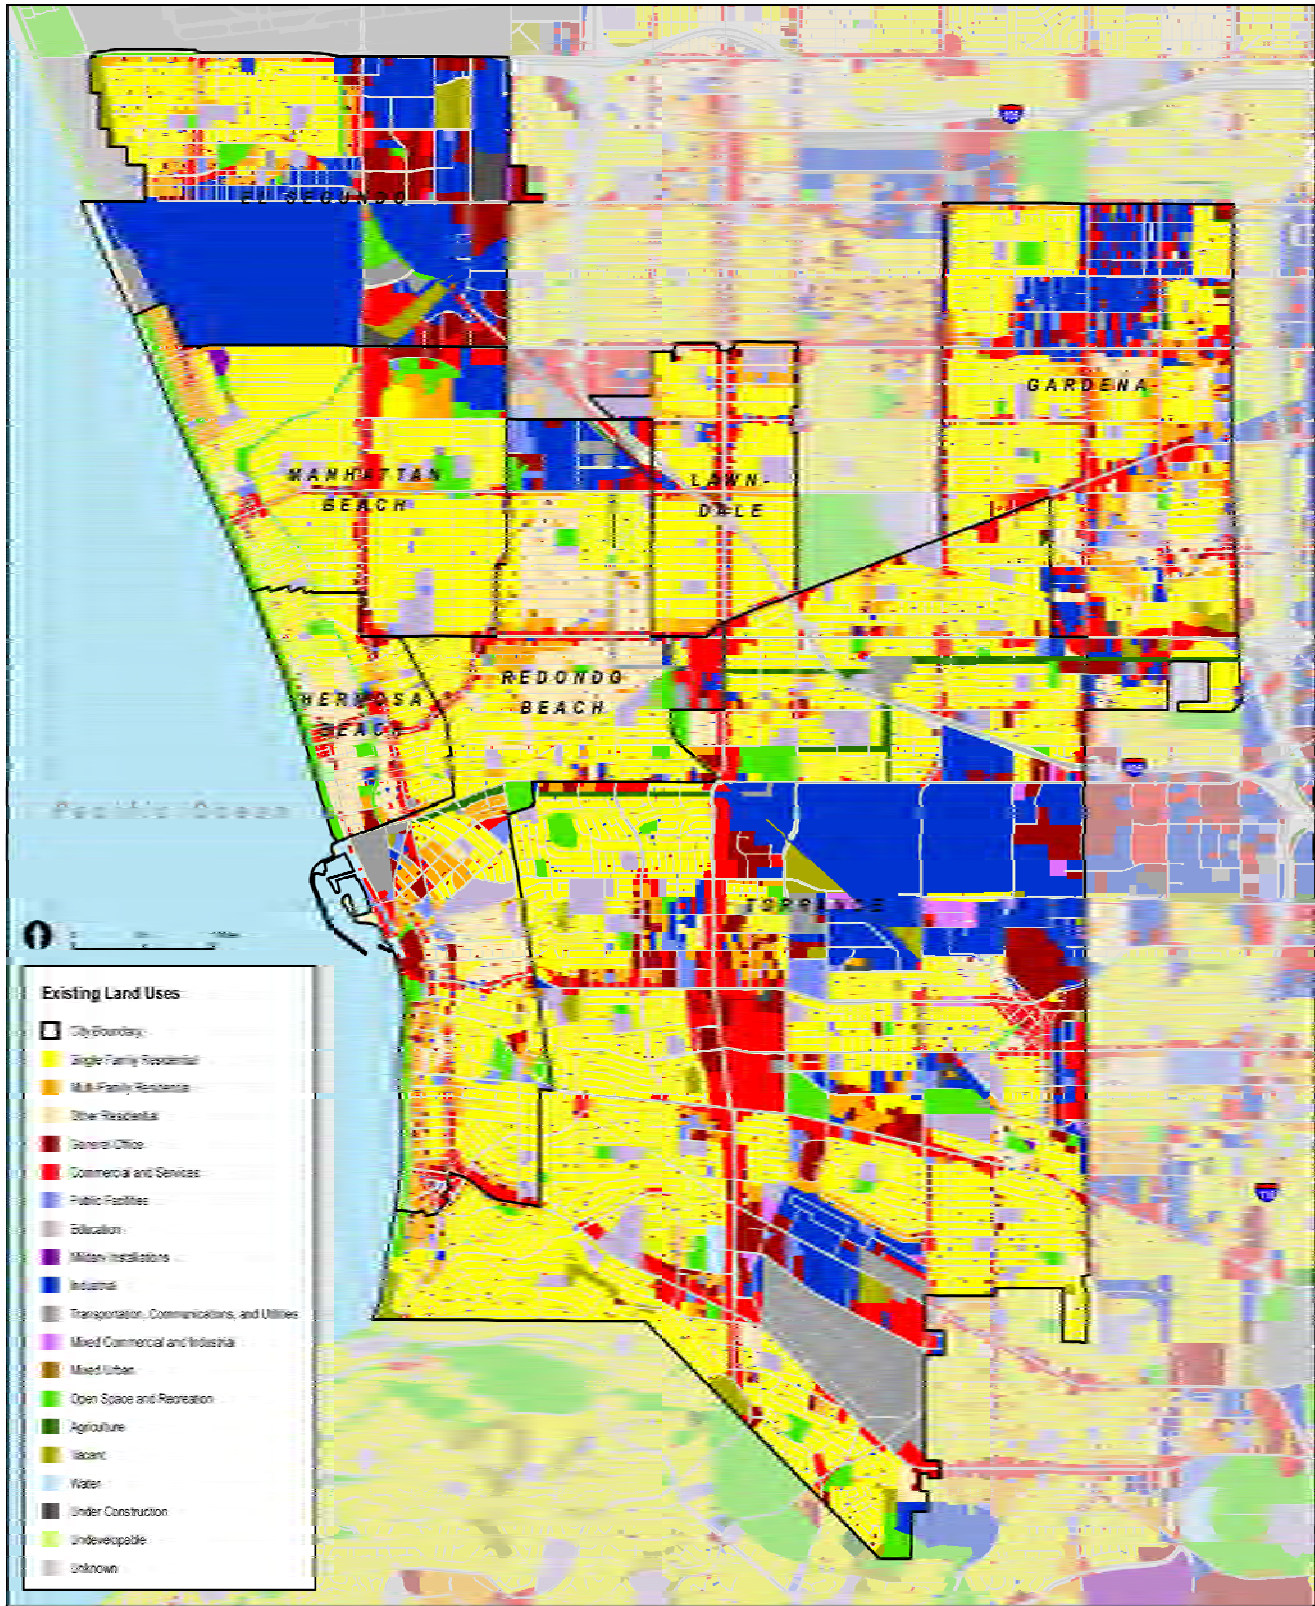 EL SEGUNDO
GARDENA
MANHATTAN
BEACH
LAWN-
DALE
REDONDO
BEACH
HERMOSA
BEACH
Pacific Ocean
TORRANCE
110
Existing Land Uses
City Boundary
Single Family Residential
Multi-Family Residential
Other Residential
General Office
Commercial and Services
Public Facilities
Education
Military Installations
Industrial
Transportation, Communications, and Utilities
Mixed Commercial and Industrial
Mixed Urban
Open Space and Recreation
Agriculture
Vacant
Water
Under Construction
Undevelopable
Unknown